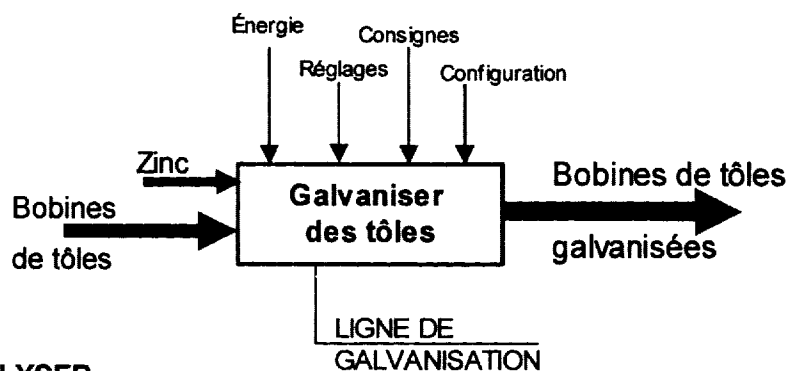 Énergie
Consignes
Réglages
Configuration
Zinc
Galvaniser
des tôles
Bobines
de tôles
Bobines de tôles
galvanisées
LIGNE DE
GALVANISATION